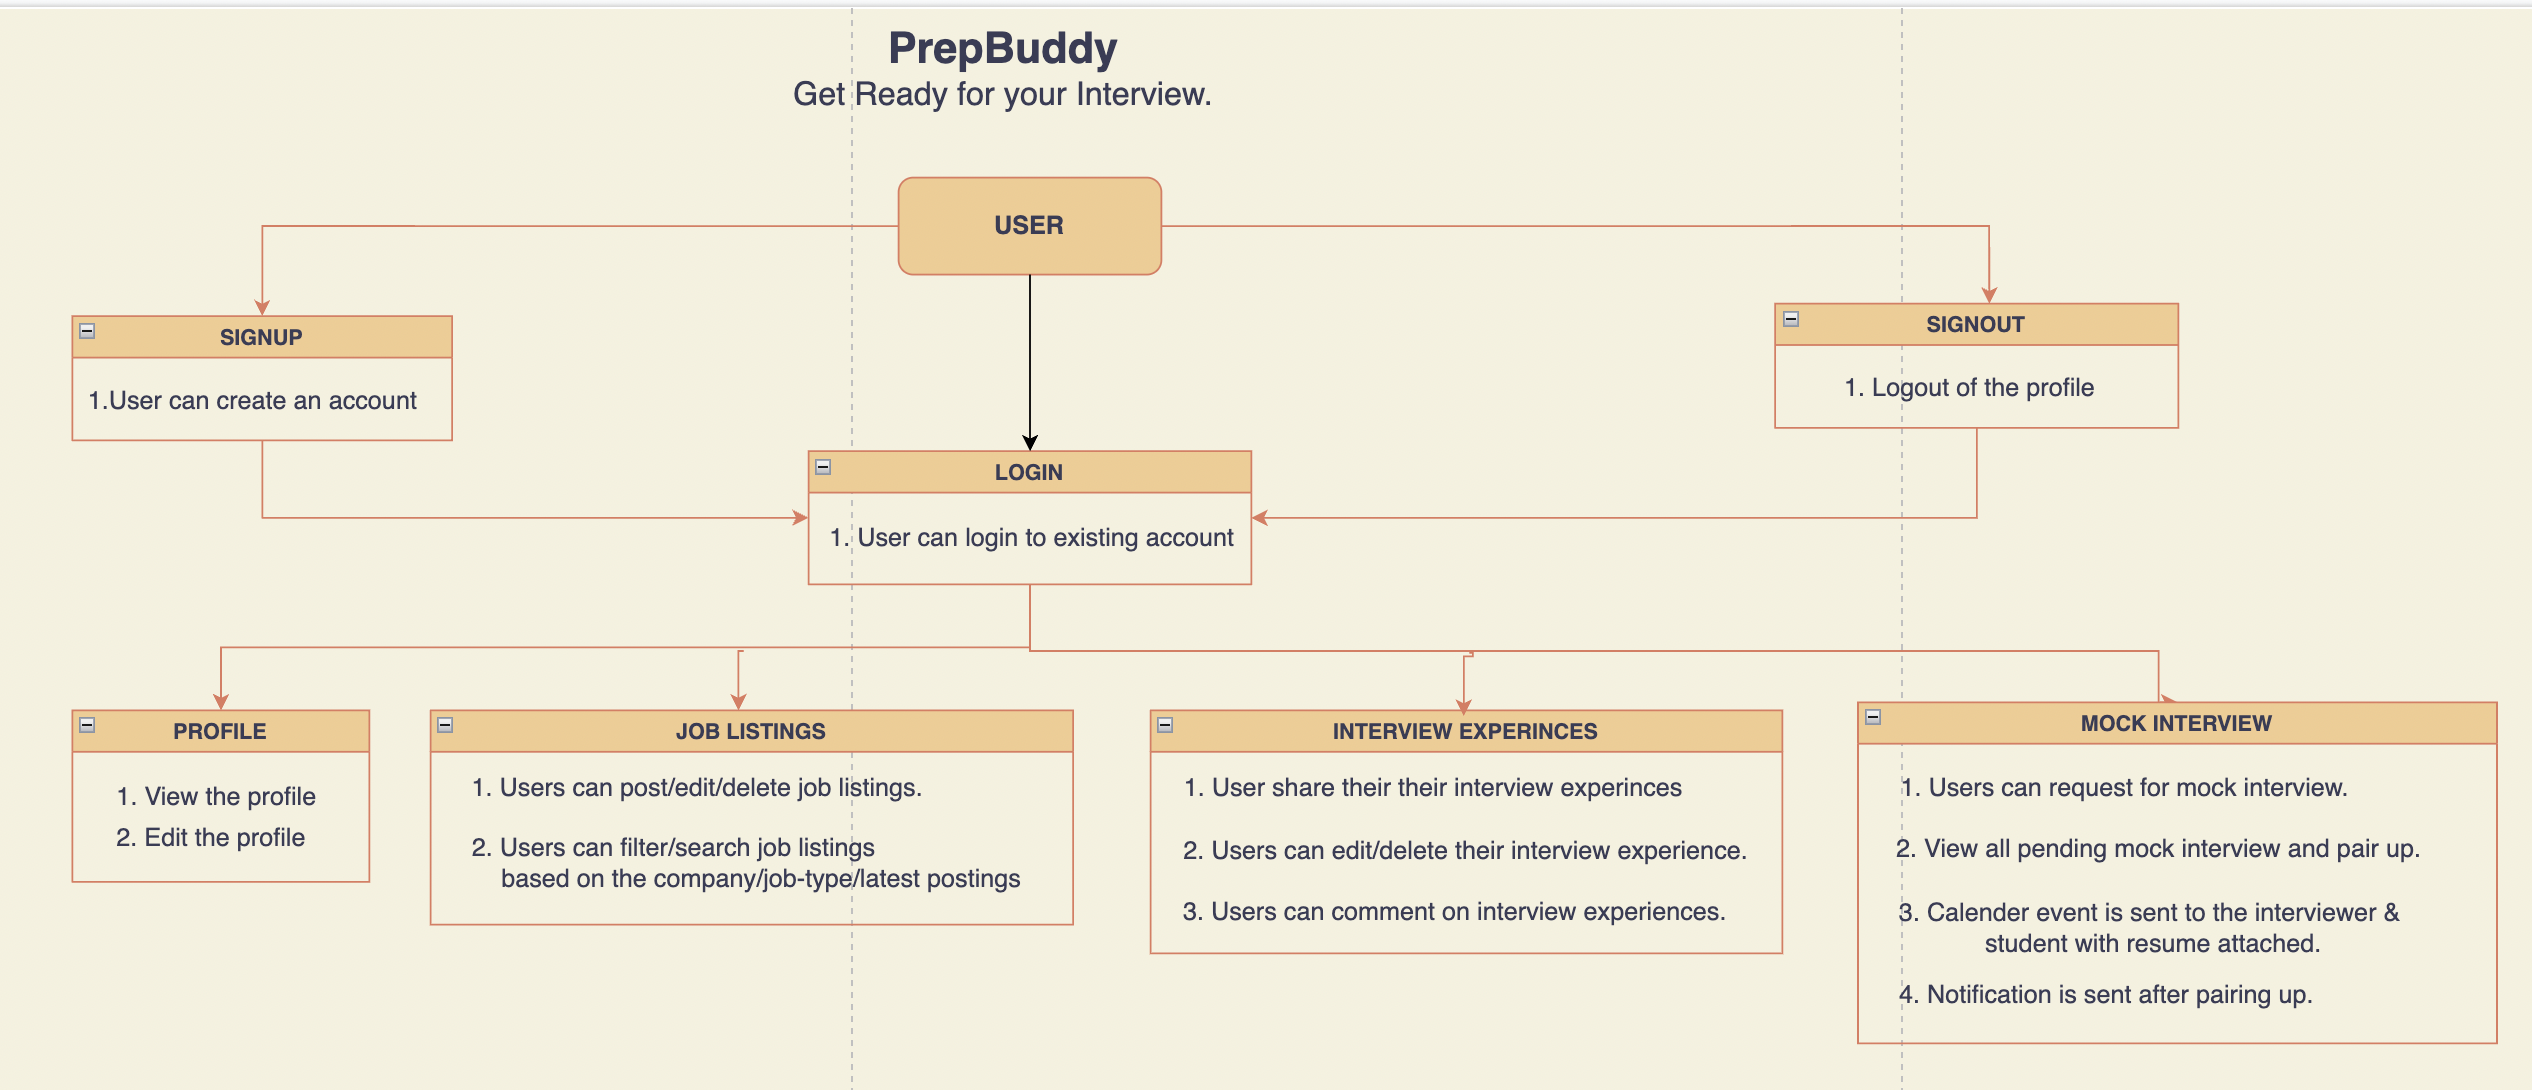 PrepBuddy
Get Ready for your Interview.
USER
SIGNUP
1.User can create an account
SIGNOUT
1. Logout of the profile
LOGIN
1. User can login to existing account
PROFILE
1. View the profile
2. Edit the profile
JOB LISTINGS
1. Users can post/edit/delete job listings.
2. Users can filter/search job listings
based on the company/job-type/latest postings
INTERVIEW EXPERINCES
1. User share their their interview experinces
2. Users can edit/delete their interview experience.
3. Users can comment on interview experiences.
MOCK INTERVIEW
1. Users can request for mock interview.
2. View all pending mock interview and pair up.
3. Calender event is sent to the interviewer &
student with resume attached.
4. Notification is sent after pairing up.